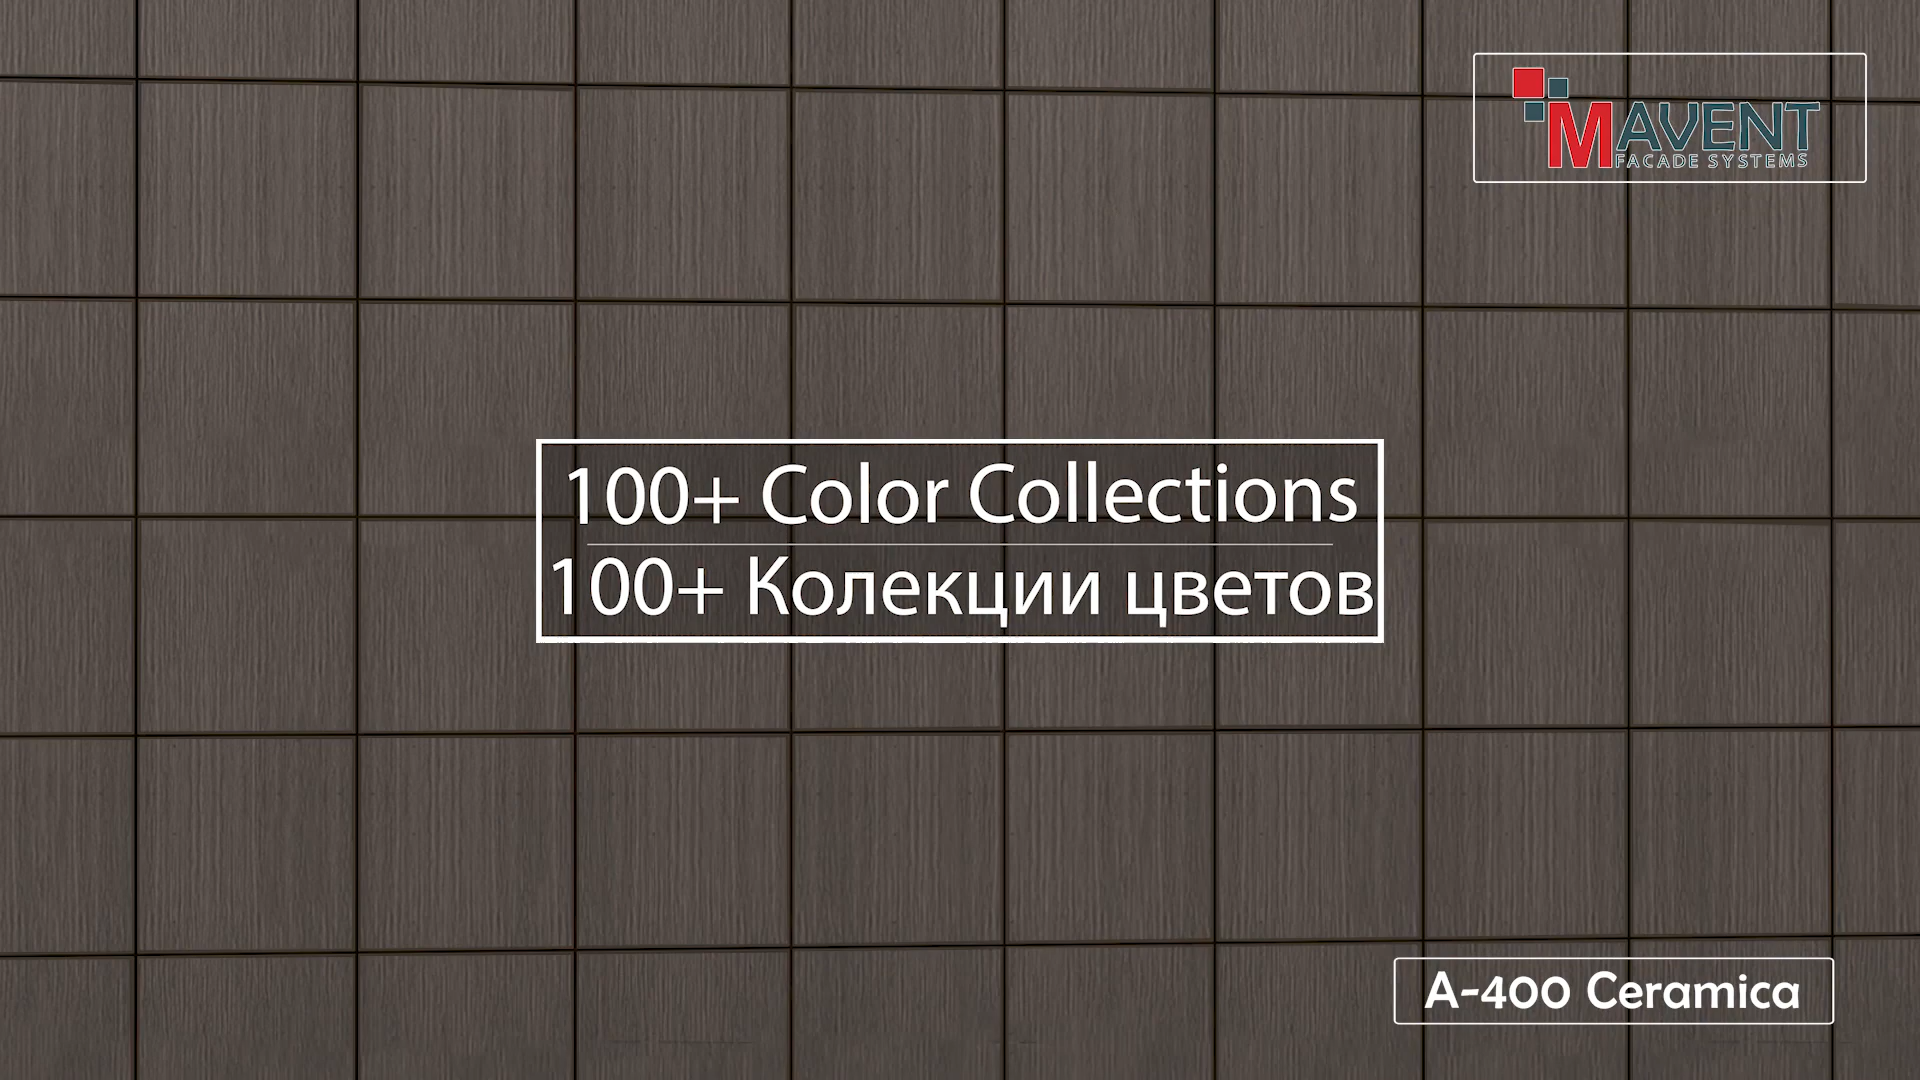 MAVENT
FACADE SYSTEMS
100+ Color Collections
100+ Колекции цветов
A-400 Ceramica